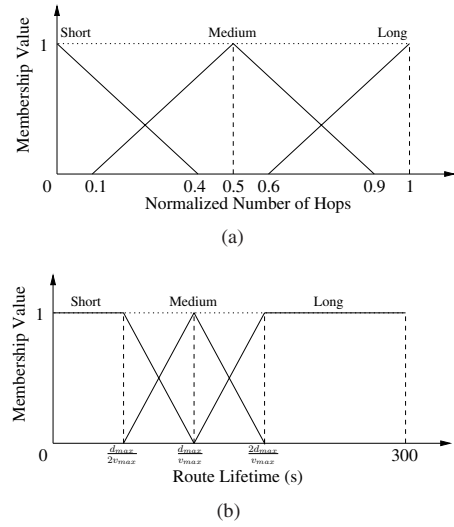 Membership Value
1
Short
Medium
Long
0
0.1
0.4
0.5
0.6
0.9
1
Normalized Number of Hops
(a)
Membership Value
1
Short
Medium
Long
0
d_max/2v_max
d_max/v_max
2d_max/v_max
300
Route Lifetime (s)
(b)